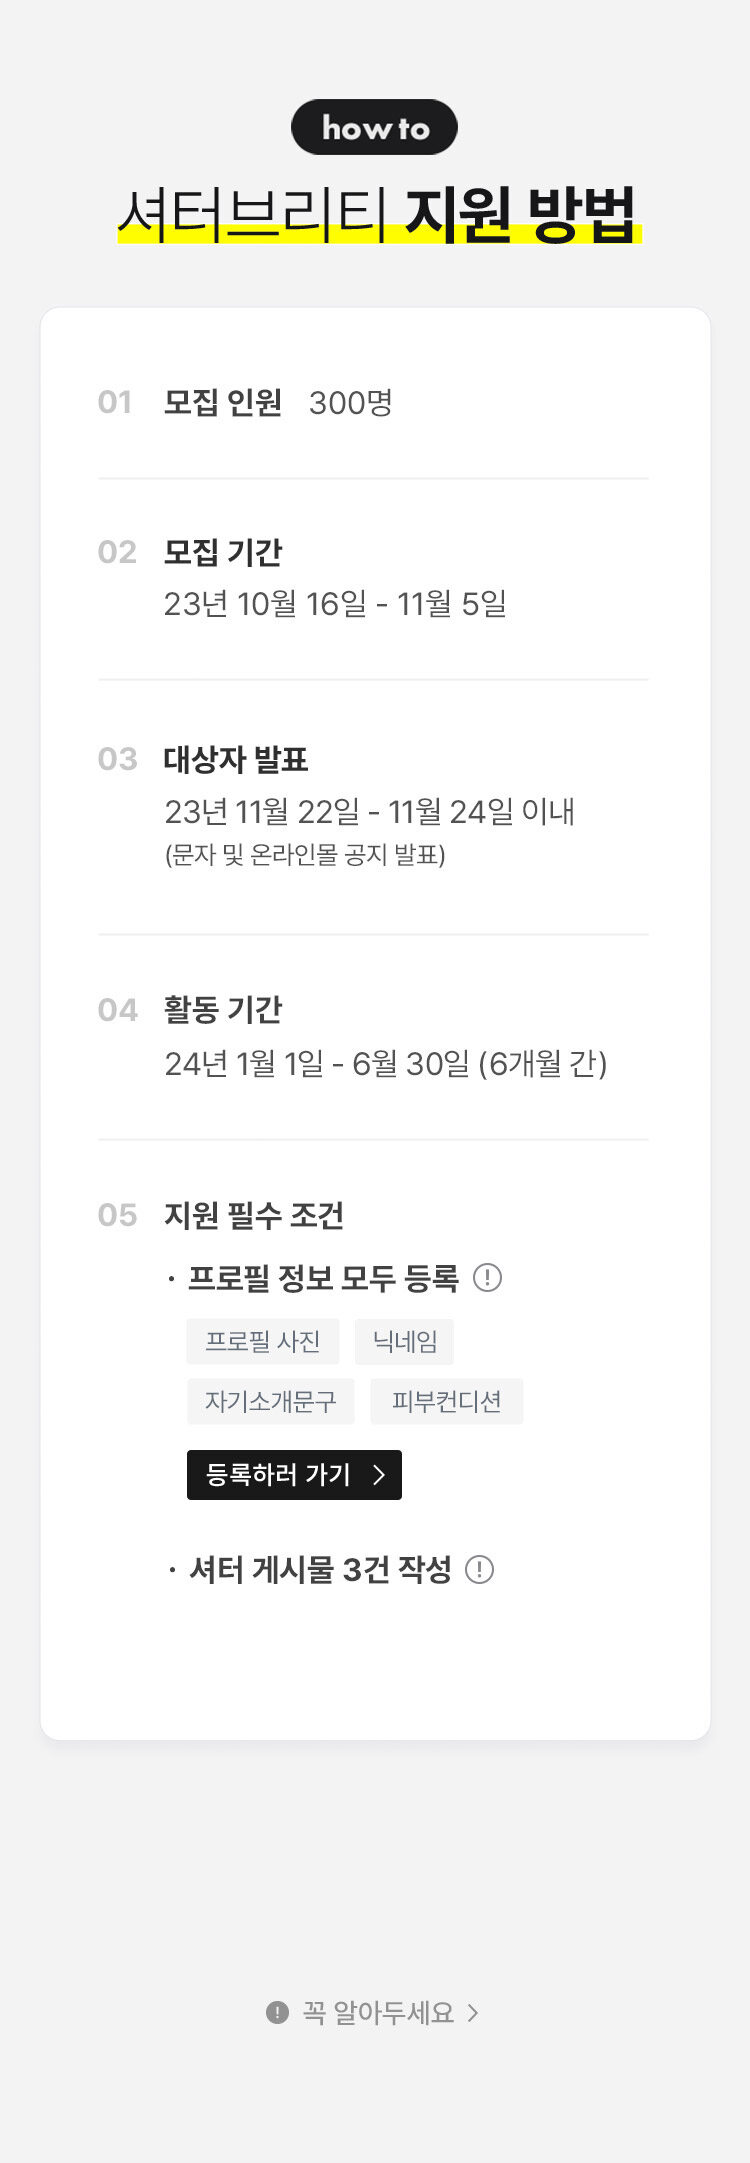 how to
셔터브리티 지원 방법
01 모집 인원 300명
02 모집 기간
23년 10월 16일 - 11월 5일
03 대상자 발표
23년 11월 22일 - 11월 24일 이내
(문자 및 온라인몰 공지 발표)
04 활동 기간
24년 1월 1일 - 6월 30일 (6개월 간)
05 지원 필수 조건
· 프로필 정보 모두 등록 !
프로필 사진 닉네임
자기소개문구 피부컨디션
등록하러 가기 >
· 셔터 게시물 3건 작성 !
! 꼭 알아두세요 >